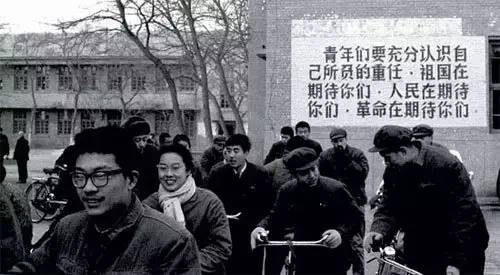 青年们要充分认识自
己所负的重任·祖国在
期待你们·人民在期待
你们·革命在期待你们·